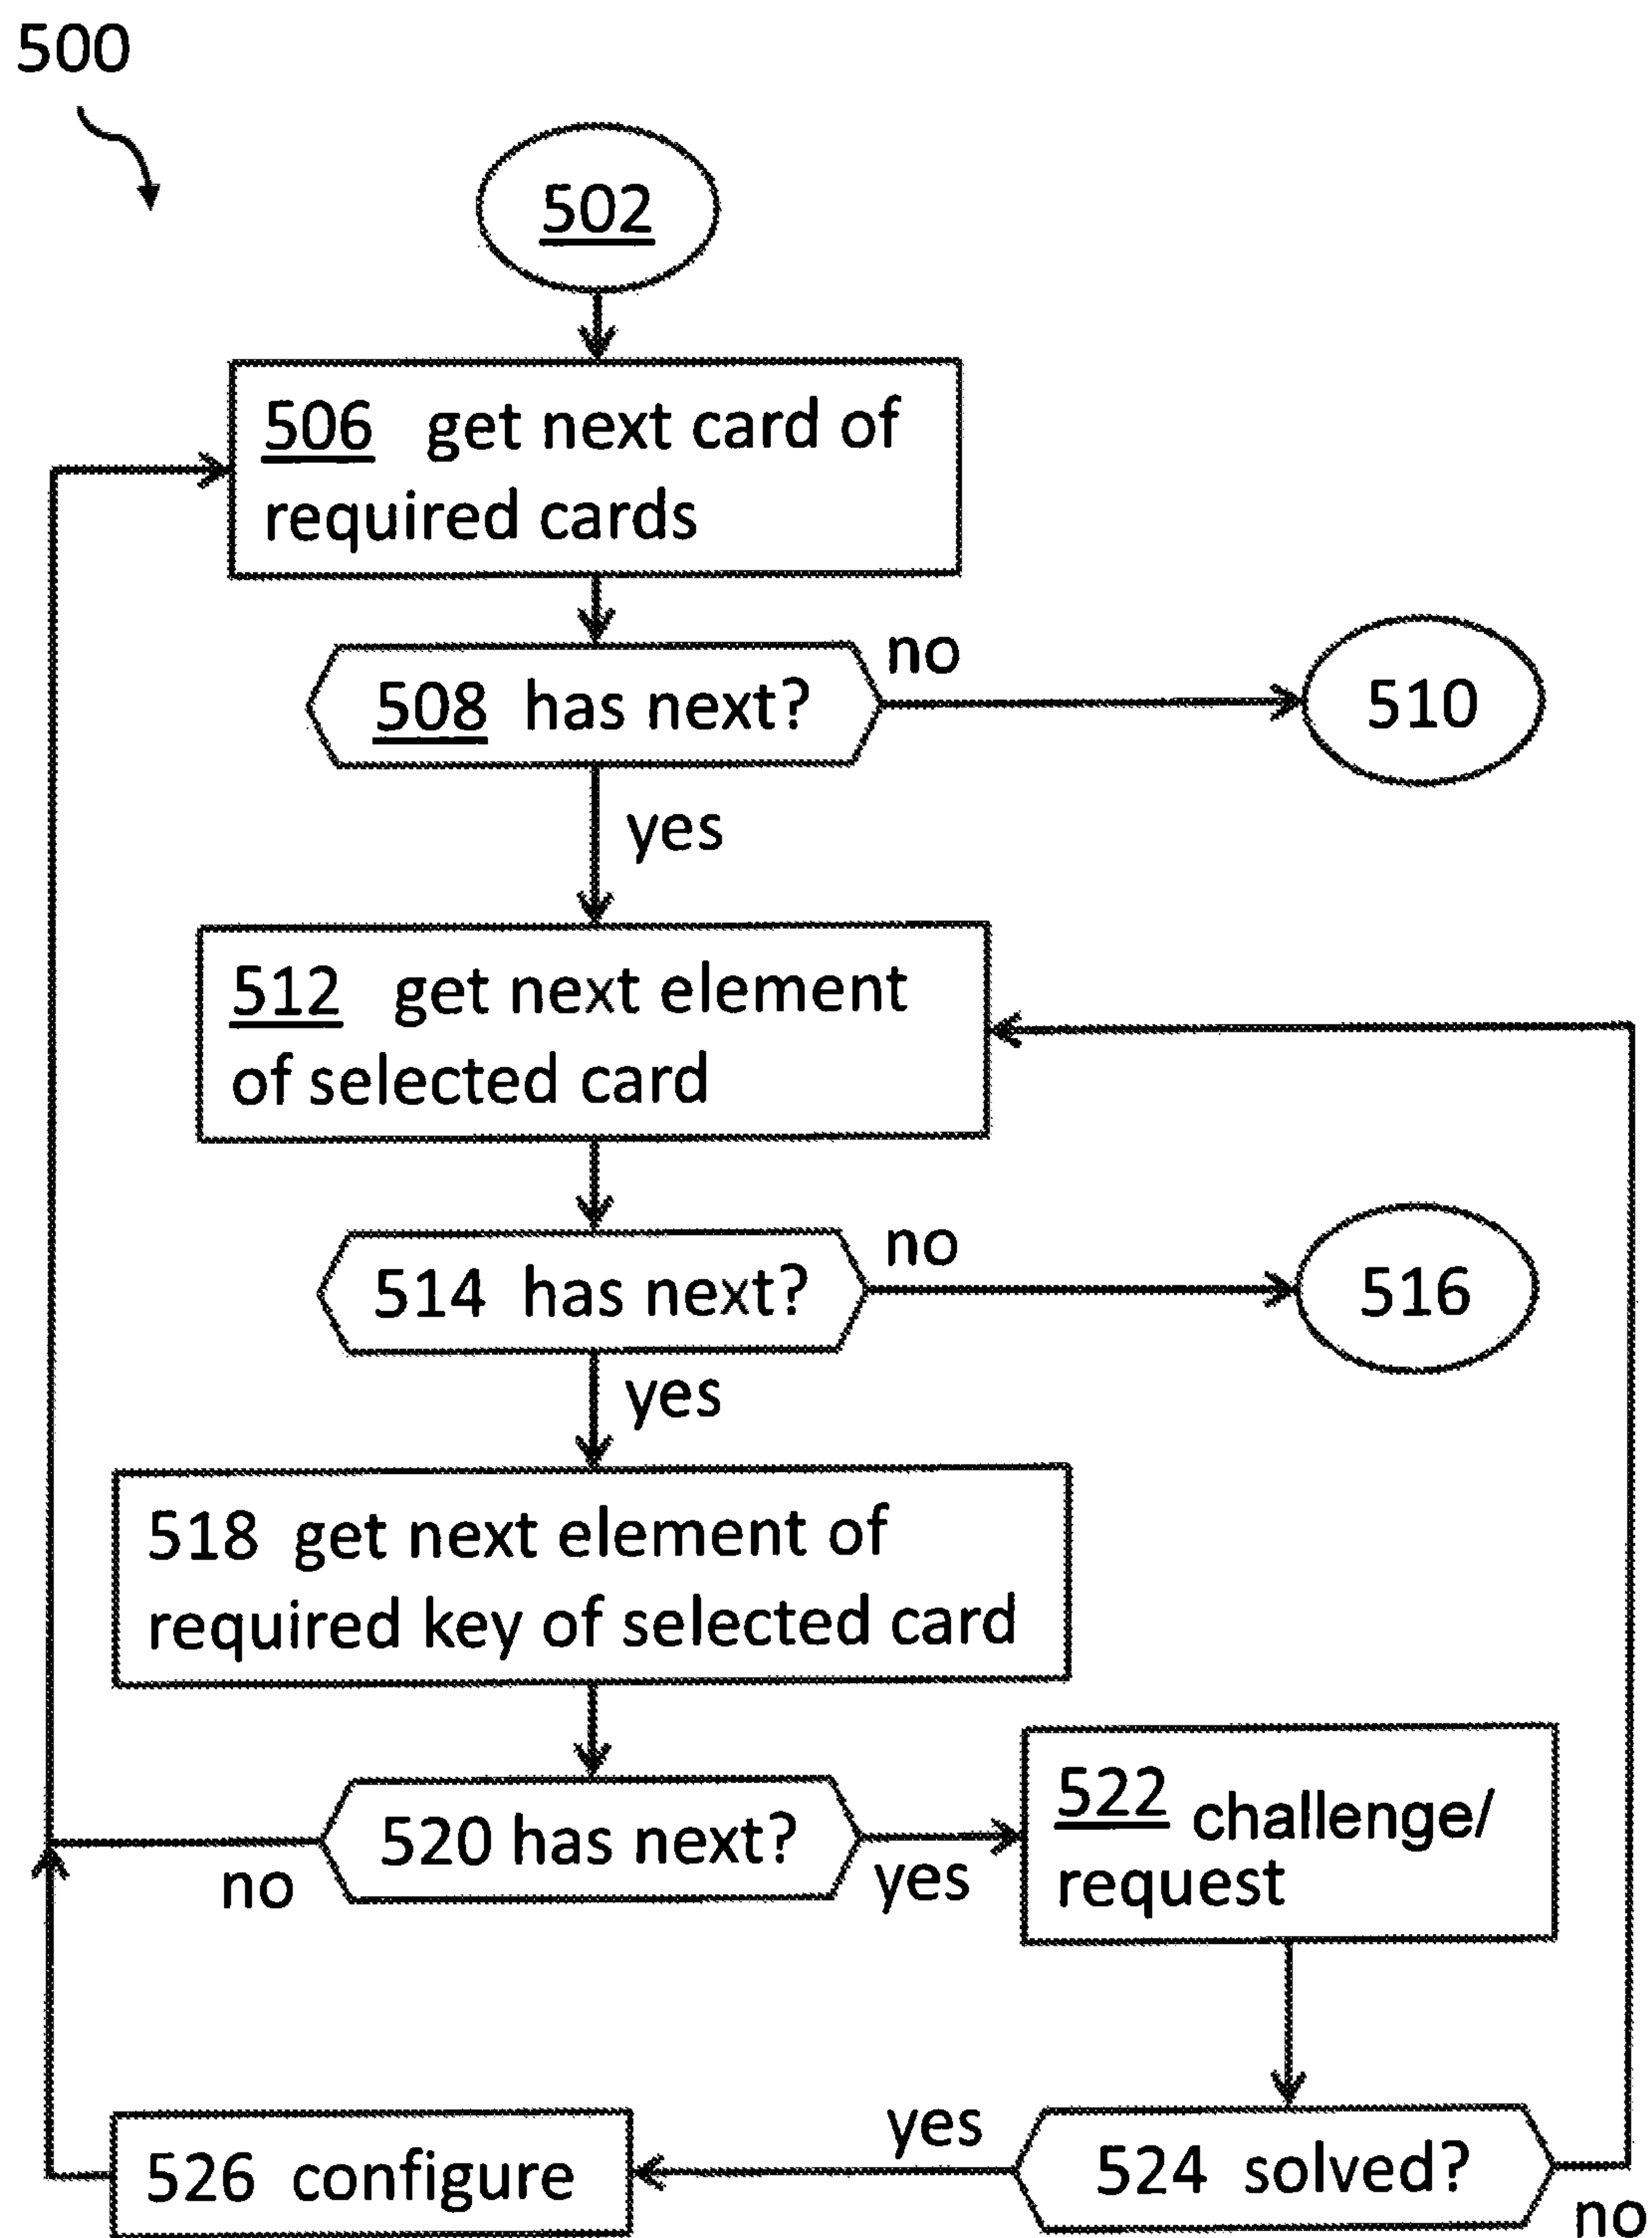 500
502
506 get next card of
required cards
508 has next?
no
510
yes
512 get next element
of selected card
514 has next?
no
516
yes
518 get next element of
required key of selected card
520 has next?
no
yes
522 challenge/
request
524 solved?
yes
no
526 configure